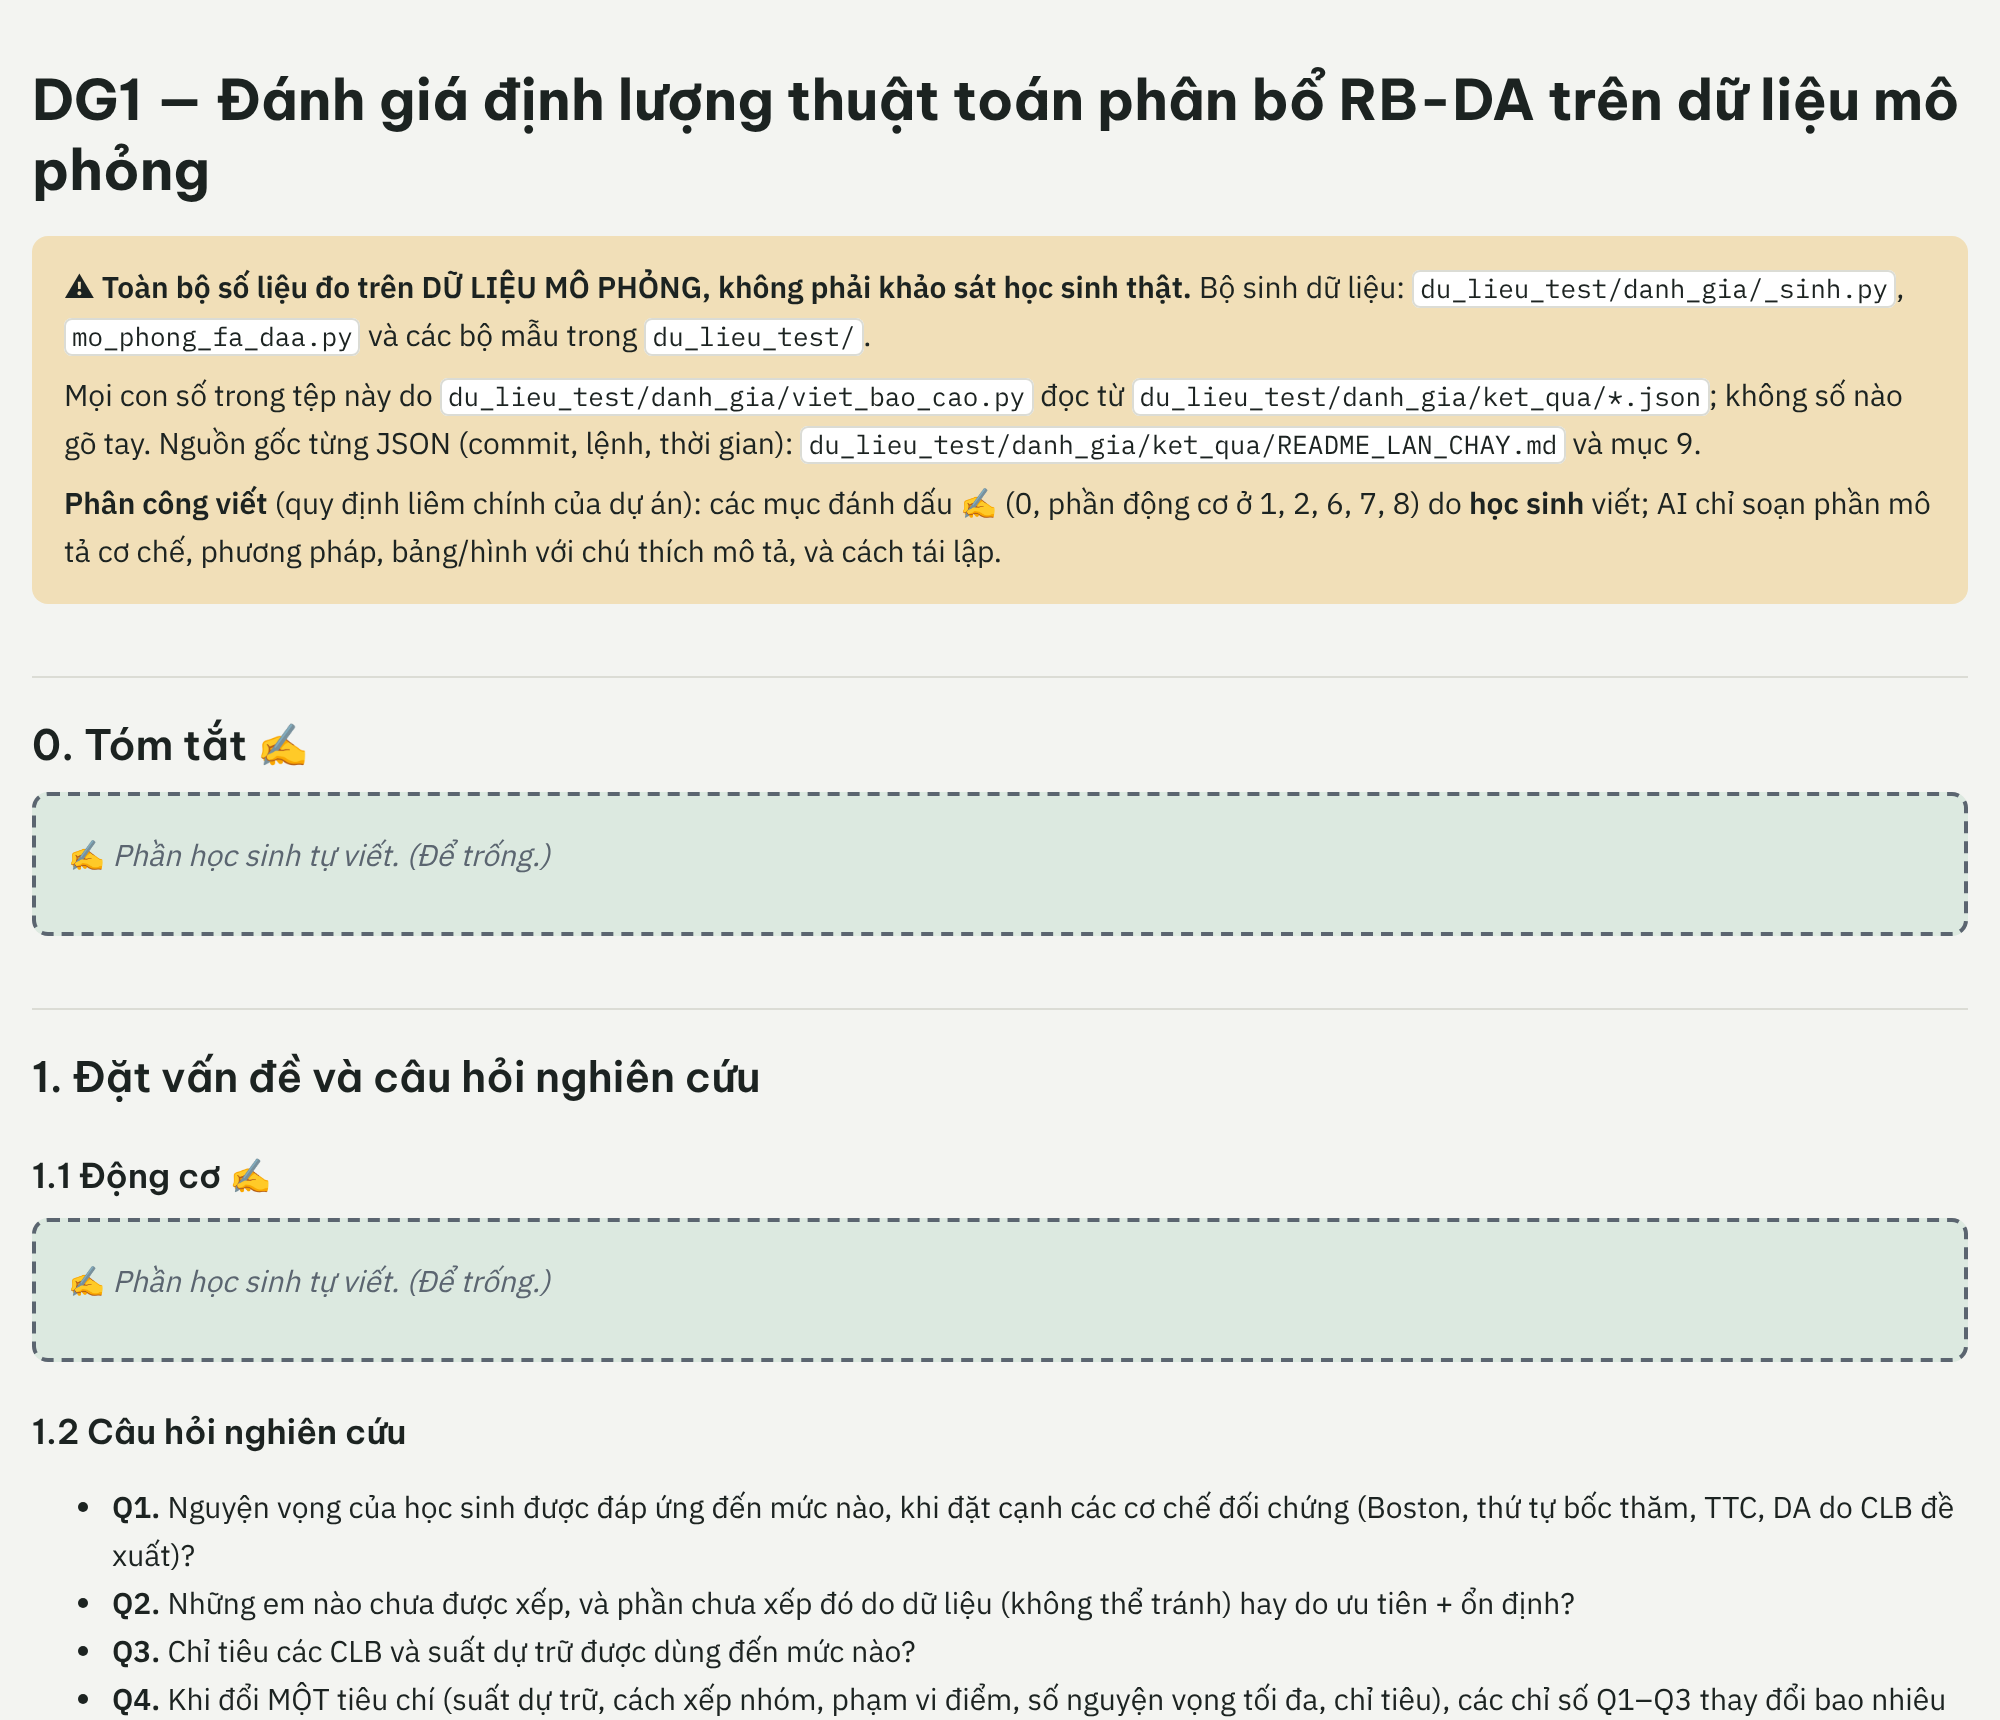 DG1 — Đánh giá định lượng thuật toán phân bổ RB-DA trên dữ liệu mô
phỏng
⚠ Toàn bộ số liệu đo trên DỮ LIỆU MÔ PHỎNG, không phải khảo sát học sinh thật. Bộ sinh dữ liệu: du_lieu_test/danh_gia/_sinh.py,
mo_phong_fa_daa.py và các bộ mẫu trong du_lieu_test/.
Mọi con số trong tệp này do du_lieu_test/danh_gia/viet_bao_cao.py đọc từ du_lieu_test/danh_gia/ket_qua/*.json; không số nào
gõ tay. Nguồn gốc từng JSON (commit, lệnh, thời gian): du_lieu_test/danh_gia/ket_qua/README_LAN_CHAY.md và mục 9.
Phân công viết (quy định liêm chính của dự án): các mục đánh dấu ✍️ (0, phần động cơ ở 1, 2, 6, 7, 8) do học sinh viết; AI chỉ soạn phần mô
tả cơ chế, phương pháp, bảng/hình với chú thích mô tả, và cách tái lập.
0. Tóm tắt ✍️
✍️ Phần học sinh tự viết. (Để trống.)
1. Đặt vấn đề và câu hỏi nghiên cứu
1.1 Động cơ ✍️
✍️ Phần học sinh tự viết. (Để trống.)
1.2 Câu hỏi nghiên cứu
• Q1. Nguyện vọng của học sinh được đáp ứng đến mức nào, khi đặt cạnh các cơ chế đối chứng (Boston, thứ tự bốc thăm, TTC, DA do CLB đề
xuất)?
• Q2. Những em nào chưa được xếp, và phần chưa xếp đó do dữ liệu (không thể tránh) hay do ưu tiên + ổn định?
• Q3. Chỉ tiêu các CLB và suất dự trữ được dùng đến mức nào?
• Q4. Khi đổi MỘT tiêu chí (suất dự trữ, cách xếp nhóm, phạm vi điểm, số nguyện vọng tối đa, chỉ tiêu), các chỉ số Q1–Q3 thay đổi bao nhiêu